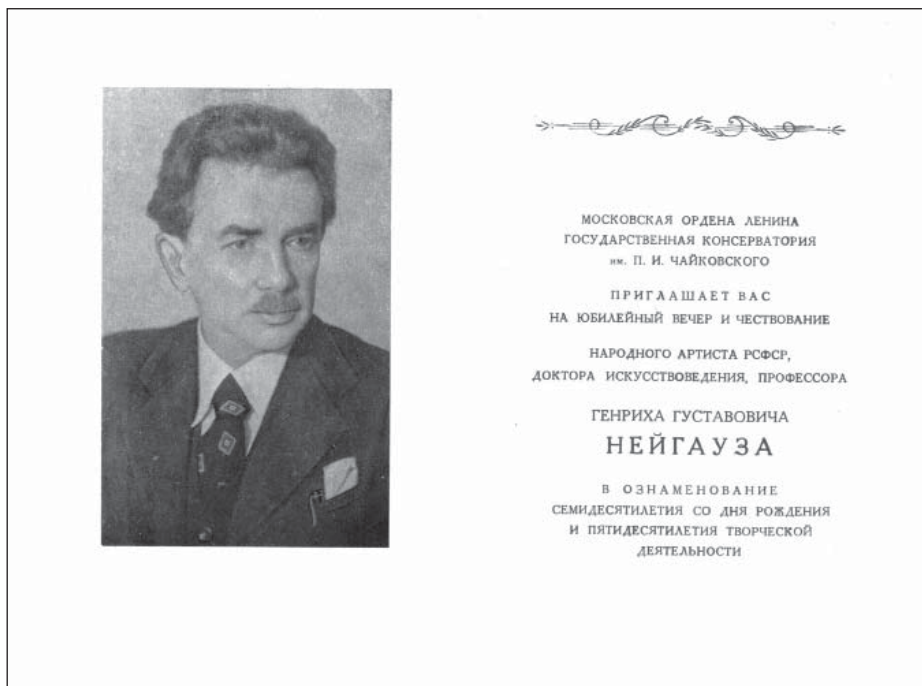 МОСКОВСКАЯ ОРДЕНА ЛЕНИНА
ГОСУДАРСТВЕННАЯ КОНСЕРВАТОРИЯ
им. П. И. ЧАЙКОВСКОГО
ПРИГЛАШАЕТ ВАС
НА ЮБИЛЕЙНЫЙ ВЕЧЕР И ЧЕСТВОВАНИЕ
НАРОДНОГО АРТИСТА РСФСР,
ДОКТОРА ИСКУССТВОВЕДЕНИЯ, ПРОФЕССОРА
ГЕНРИХА ГУСТАВОВИЧА
НЕЙГАУЗА
В ОЗНАМЕНОВАНИЕ
СЕМИДЕСЯТИЛЕТИЯ СО ДНЯ РОЖДЕНИЯ
И ПЯТИДЕСЯТИЛЕТИЯ ТВОРЧЕСКОЙ
ДЕЯТЕЛЬНОСТИ